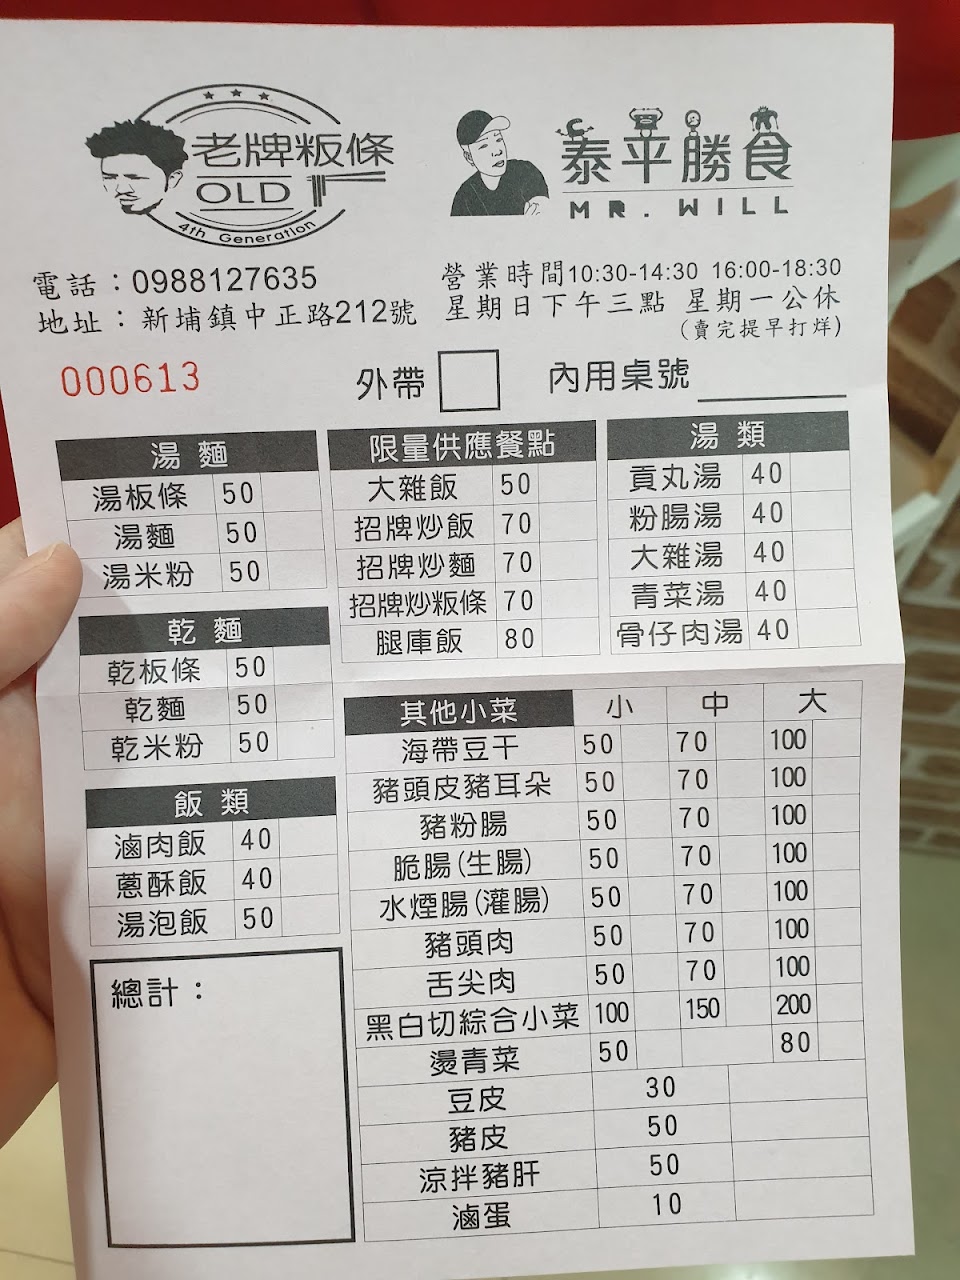 老牌粄條
OLD
4th Generation
泰平勝食
MR. WILL
電話：0988127635
地址：新埔鎮中正路212號
營業時間10:30-14:30 16:00-18:30
星期日下午三點 星期一公休
(賣完提早打烊)
000613
外帶
內用桌號
湯麵
湯板條 50
湯麵 50
湯米粉 50
乾麵
乾板條 50
乾麵 50
乾米粉 50
飯類
滷肉飯 40
蔥酥飯 40
湯泡飯 50
總計：
限量供應餐點
大雜飯 50
招牌炒飯 70
招牌炒麵 70
招牌炒粄條 70
腿庫飯 80
湯類
貢丸湯 40
粉腸湯 40
大雜湯 40
青菜湯 40
骨仔肉湯 40
其他小菜 小 中 大
海帶豆干 50 70 100
豬頭皮豬耳朵 50 70 100
豬粉腸 50 70 100
脆腸(生腸) 50 70 100
水煙腸(灌腸) 50 70 100
豬頭肉 50 70 100
舌尖肉 50 70 100
黑白切綜合小菜 100 150 200
燙青菜 50 80
豆皮 30
豬皮 50
涼拌豬肝 50
滷蛋 10